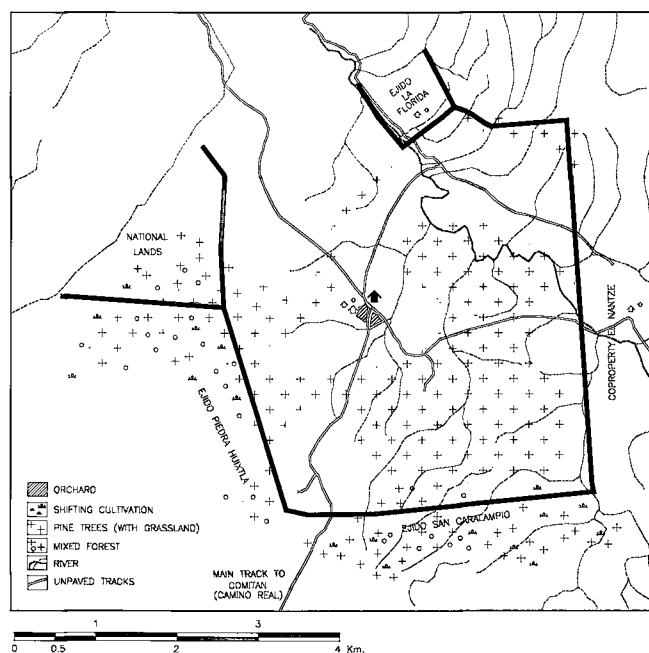 EJIDO
LA
FLORIDA
NATIONAL
LANDS
COPROPERTY EL NANTZE
EJIDO PIEDRA HUIXTLA
EJIDO SAN CARALAMPIO
MAIN TRACK TO
COMITAN
(CAMINO REAL)
ORCHARD
SHIFTING CULTIVATION
PINE TREES (WITH GRASSLAND)
MIXED FOREST
RIVER
UNPAVED TRACKS
1 3
0 0.5 2 4 Km.